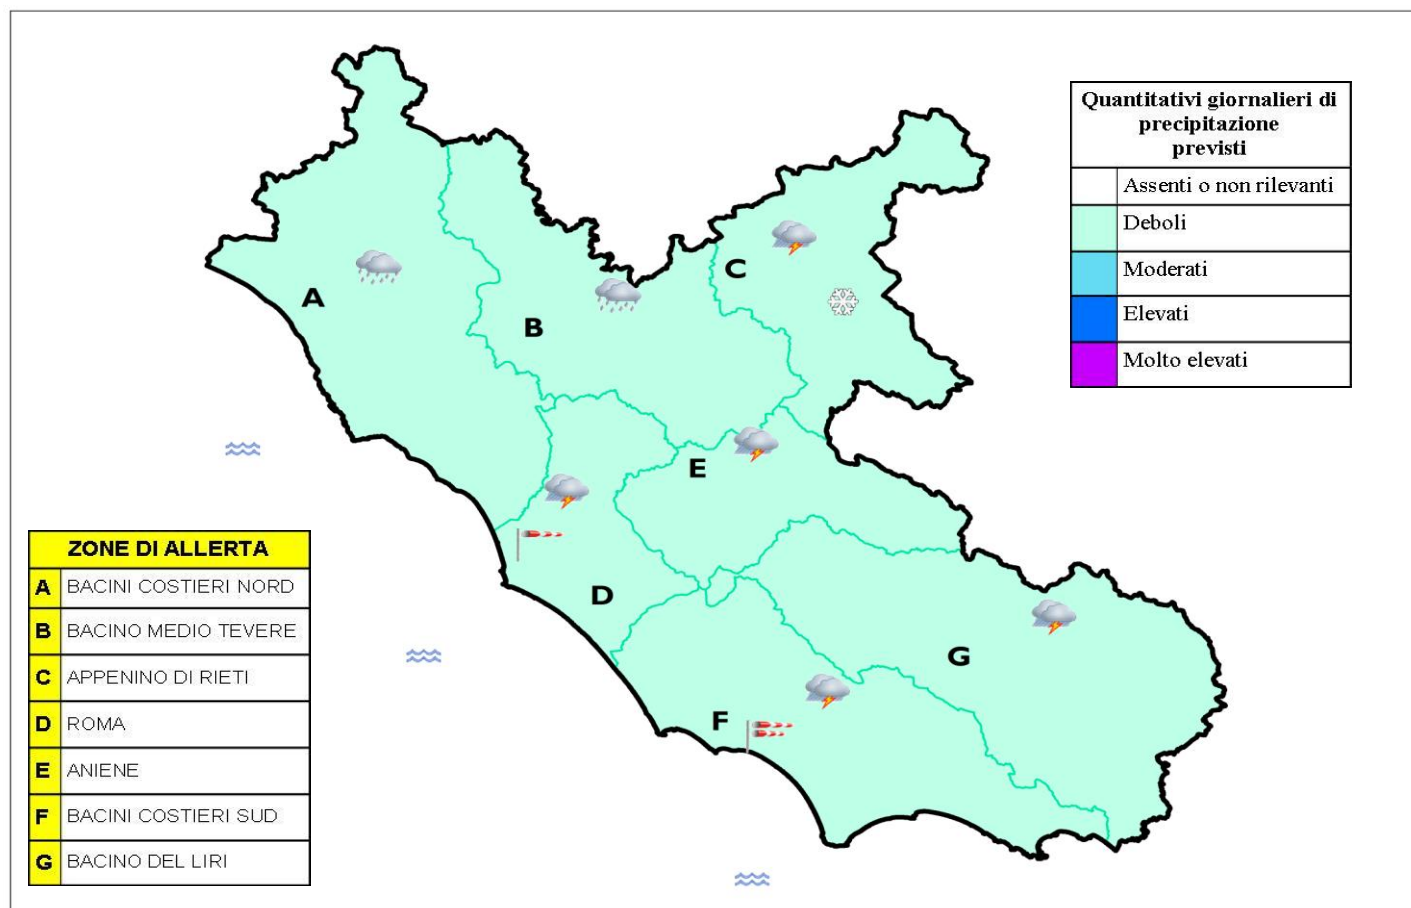 Quantitativi giornalieri di
precipitazione
previsti
Assenti o non rilevanti
Deboli
Moderati
Elevati
Molto elevati
A
B
C
D
E
F
G
ZONE DI ALLERTA
A BACINI COSTIERI NORD
B BACINO MEDIO TEVERE
C APPENINO DI RIETI
D ROMA
E ANIENE
F BACINI COSTIERI SUD
G BACINO DEL LIRI